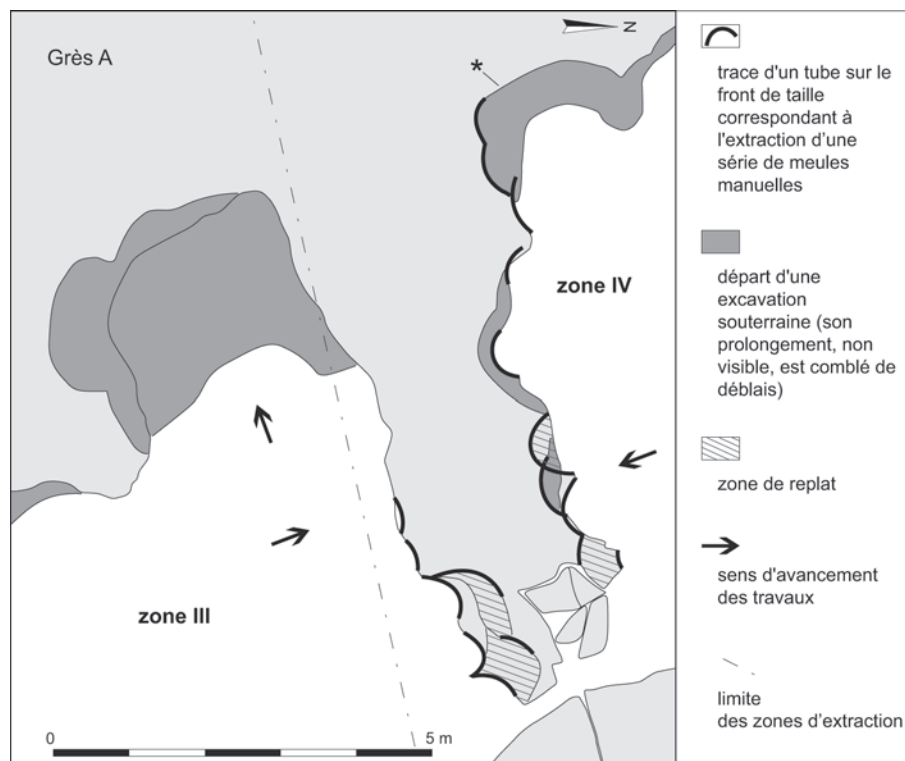 Grès A
*
N
zone IV
zone III
0
5 m
trace d'un tube sur le
front de taille
correspondant à
l'extraction d'une
série de meules
manuelles
départ d'une
excavation
souterraine (son
prolongement, non
visible, est comblé de
déblais)
zone de replat
sens d'avancement
des travaux
limite
des zones d'extraction